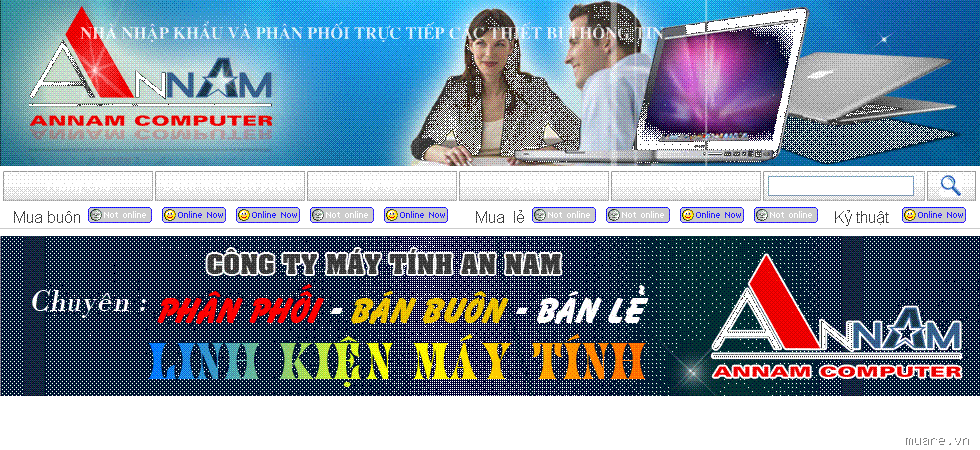 NHÀ NHẬP KHẨU VÀ PHÂN PHỐI TRỰC TIẾP CÁC THIẾT BỊ THÔNG TIN
ANNAM
ANNAM COMPUTER
Mua buôn Not online Online Now Online Now Not online Online Now Mua lẻ Not online Not online Online Now Not online Kỷ thuật Online Now
CÔNG TY MÁY TÍNH AN NAM
Chuyên : PHÂN PHỐI - BÁN BUÔN - BÁN LẺ
LINH KIỆN MÁY TÍNH
ANNAM
ANNAM COMPUTER
muare.vn